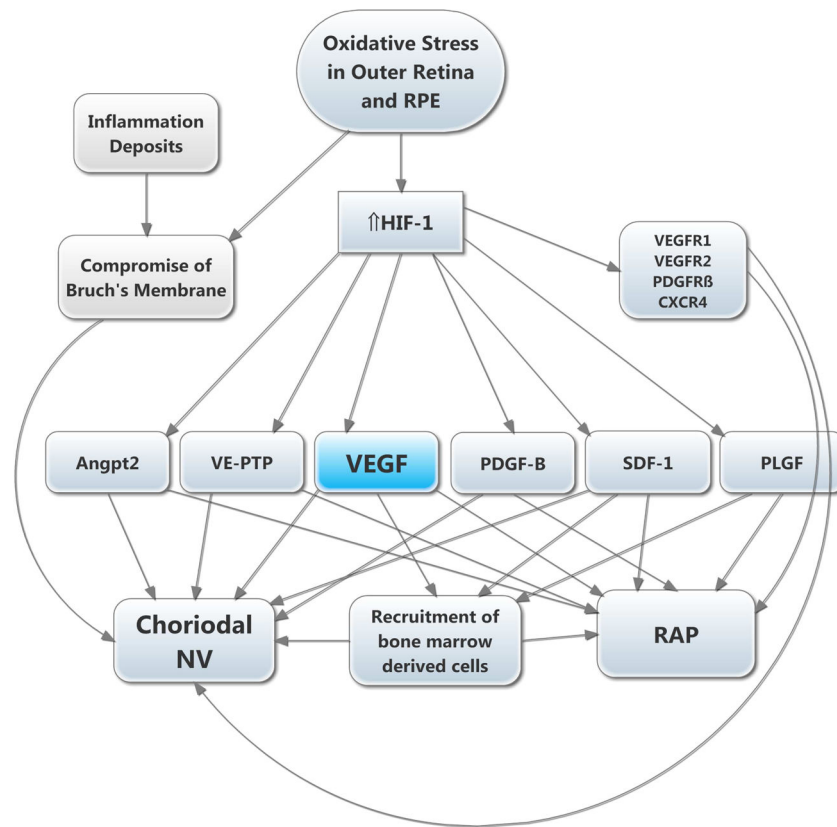 Oxidative Stress
in Outer Retina
and RPE
Inflammation
Deposits
⇑HIF-1
Compromise of
Bruch's Membrane
VEGFR1
VEGFR2
PDGFRß
CXCR4
Angpt2
VE-PTP
VEGF
PDGF-B
SDF-1
PLGF
Choriodal
NV
Recruitment of
bone marrow
derived cells
RAP